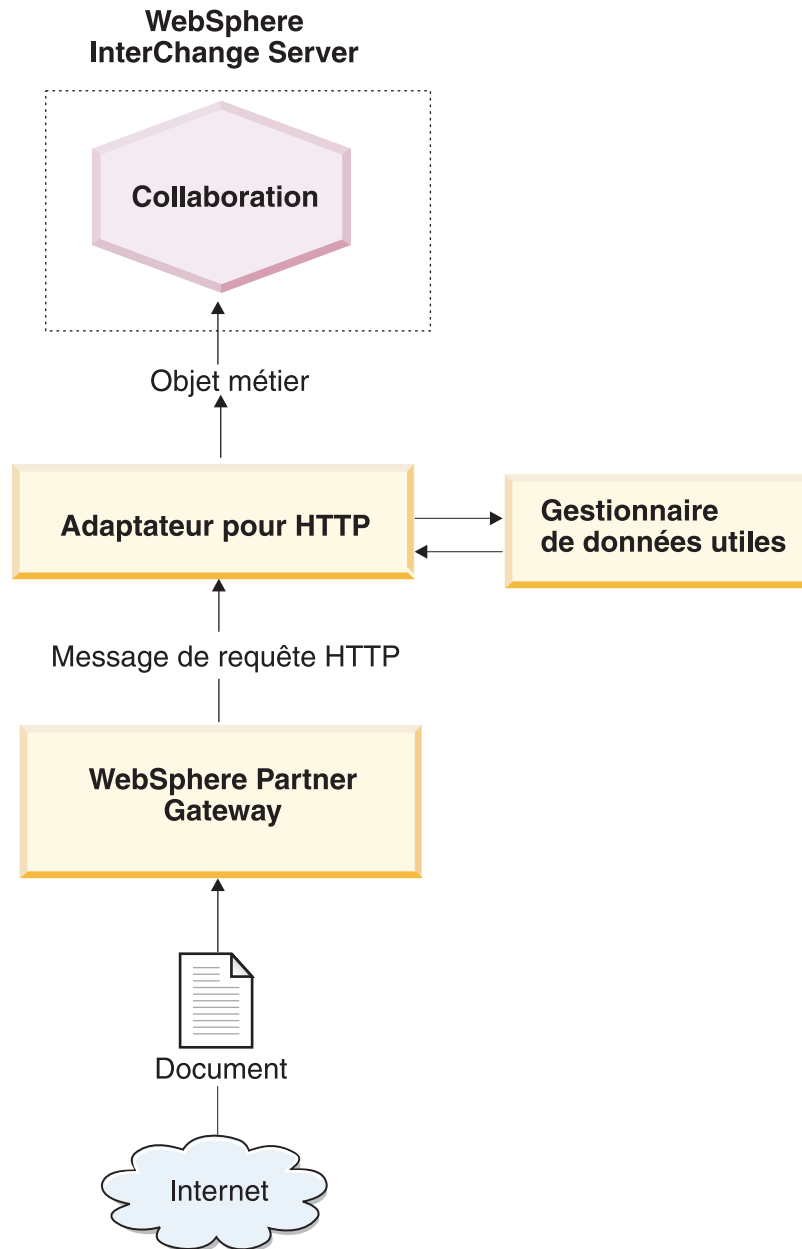 WebSphere
InterChange Server
Collaboration
Objet métier
Adaptateur pour HTTP
Gestionnaire
de données utiles
Message de requête HTTP
WebSphere Partner
Gateway
Document
Internet